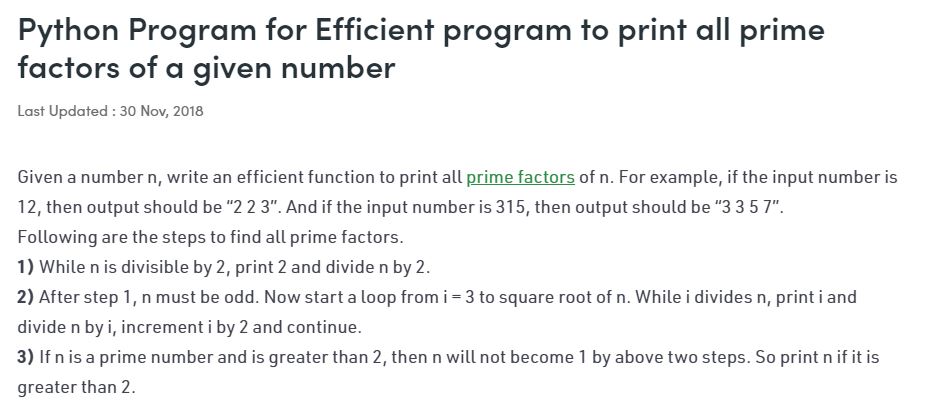 Python Program for Efficient program to print all prime
factors of a given number
Last Updated : 30 Nov, 2018
Given a number n, write an efficient function to print all prime factors of n. For example, if the input number is
12, then output should be “2 2 3”. And if the input number is 315, then output should be “3 3 5 7”.
Following are the steps to find all prime factors.
1) While n is divisible by 2, print 2 and divide n by 2.
2) After step 1, n must be odd. Now start a loop from i = 3 to square root of n. While i divides n, print i and
divide n by i, increment i by 2 and continue.
3) If n is a prime number and is greater than 2, then n will not become 1 by above two steps. So print n if it is
greater than 2.